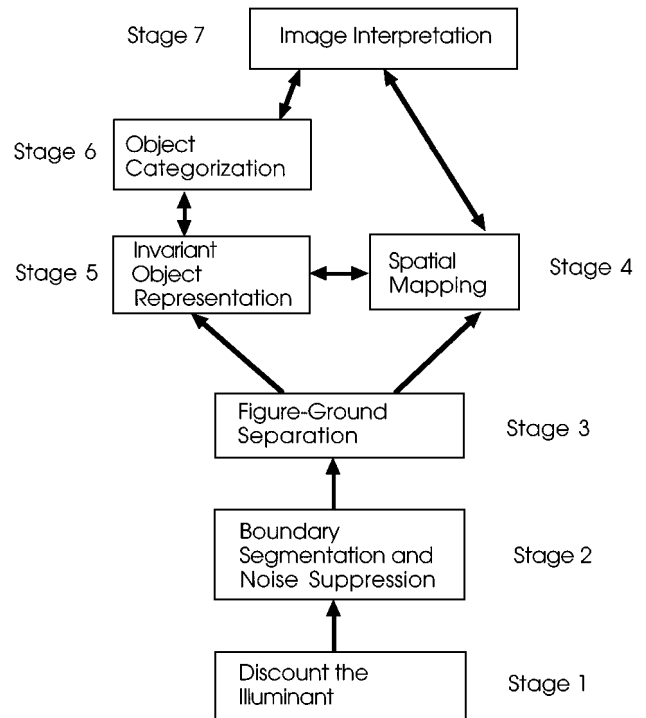 Stage 7
Image Interpretation
Stage 6
Object
Categorization
Stage 5
Invariant
Object
Representation
Spatial
Mapping
Stage 4
Figure-Ground
Separation
Stage 3
Boundary
Segmentation and
Noise Suppression
Stage 2
Discount the
Illuminant
Stage 1